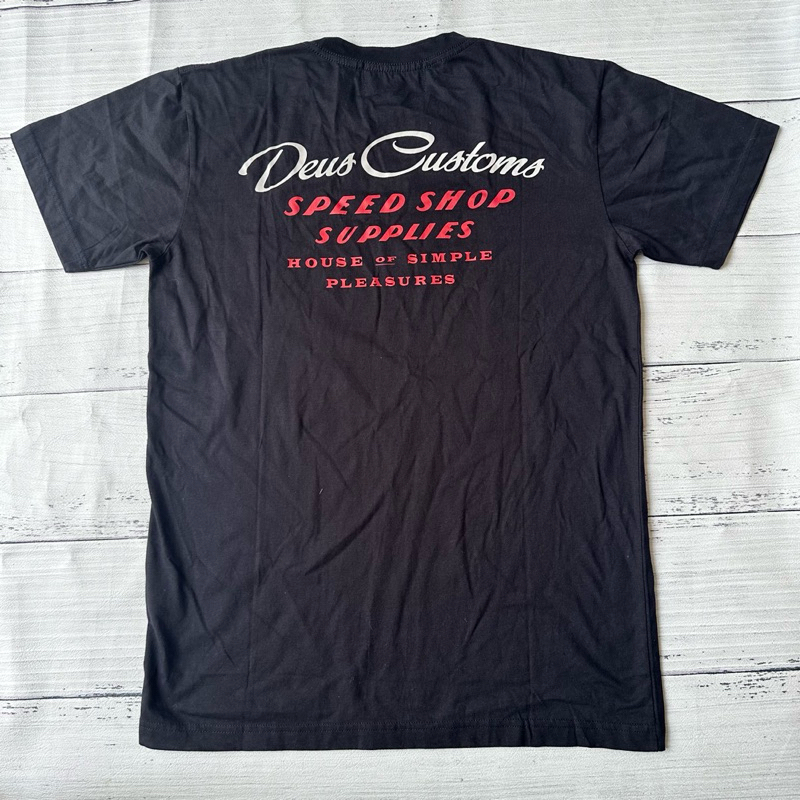 Deus Customs
SPEED SHOP
SUPPLIES
HOUSE OF SIMPLE
PLEASURES